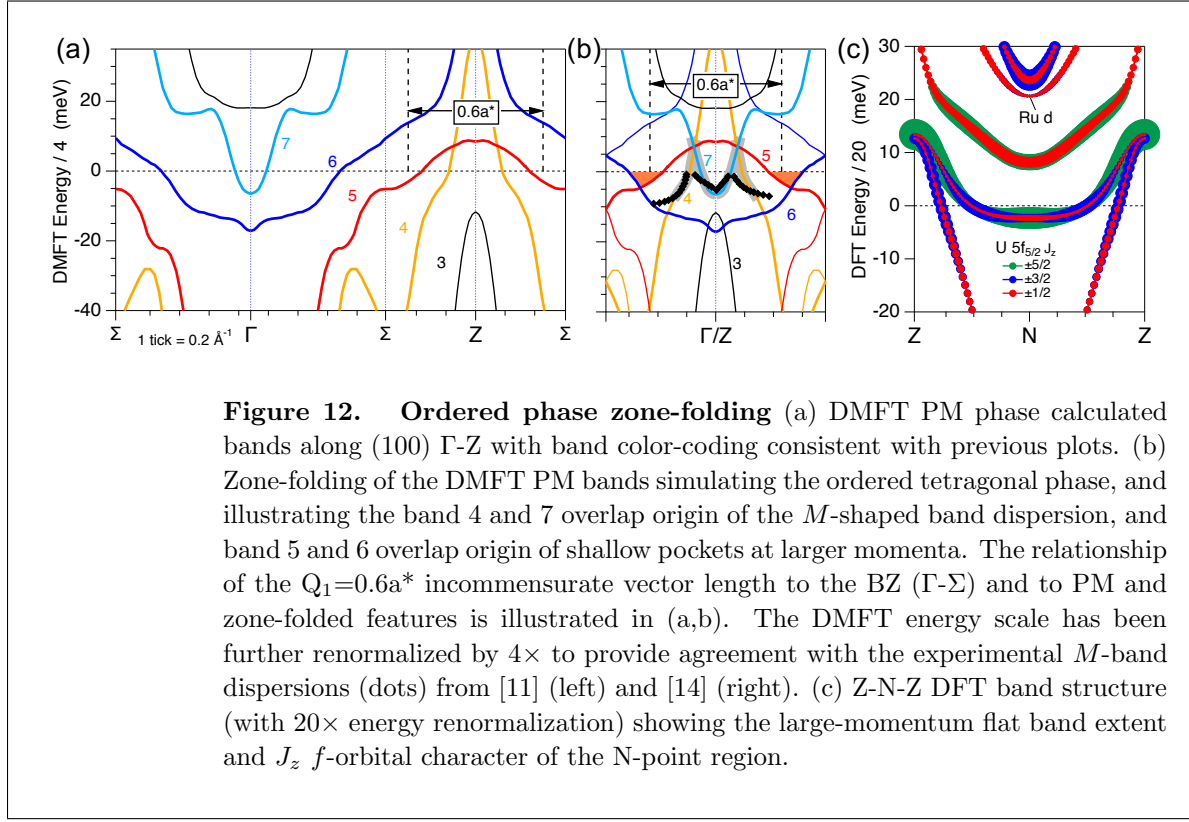 (a)
(b)
(c)
DMFT Energy / 4 (meV)
20
0
-20
-40
0.6a*
7
6
5
4
3
Σ
Γ
Σ
Z
Σ
1 tick = 0.2 Å⁻¹
0.6a*
7
5
4
6
3
Γ/Z
DFT Energy / 20 (meV)
30
20
10
0
-10
-20
Ru d
U 5f5/2 Jz
±5/2
±3/2
±1/2
Z
N
Z
Figure 12. Ordered phase zone-folding (a) DMFT PM phase calculated
bands along (100) Γ-Z with band color-coding consistent with previous plots. (b)
Zone-folding of the DMFT PM bands simulating the ordered tetragonal phase, and
illustrating the band 4 and 7 overlap origin of the M-shaped band dispersion, and
band 5 and 6 overlap origin of shallow pockets at larger momenta. The relationship
of the Q₁=0.6a* incommensurate vector length to the BZ (Γ-Σ) and to PM and
zone-folded features is illustrated in (a,b). The DMFT energy scale has been
further renormalized by 4× to provide agreement with the experimental M-band
dispersions (dots) from [11] (left) and [14] (right). (c) Z-N-Z DFT band structure
(with 20× energy renormalization) showing the large-momentum flat band extent
and Jz f-orbital character of the N-point region.